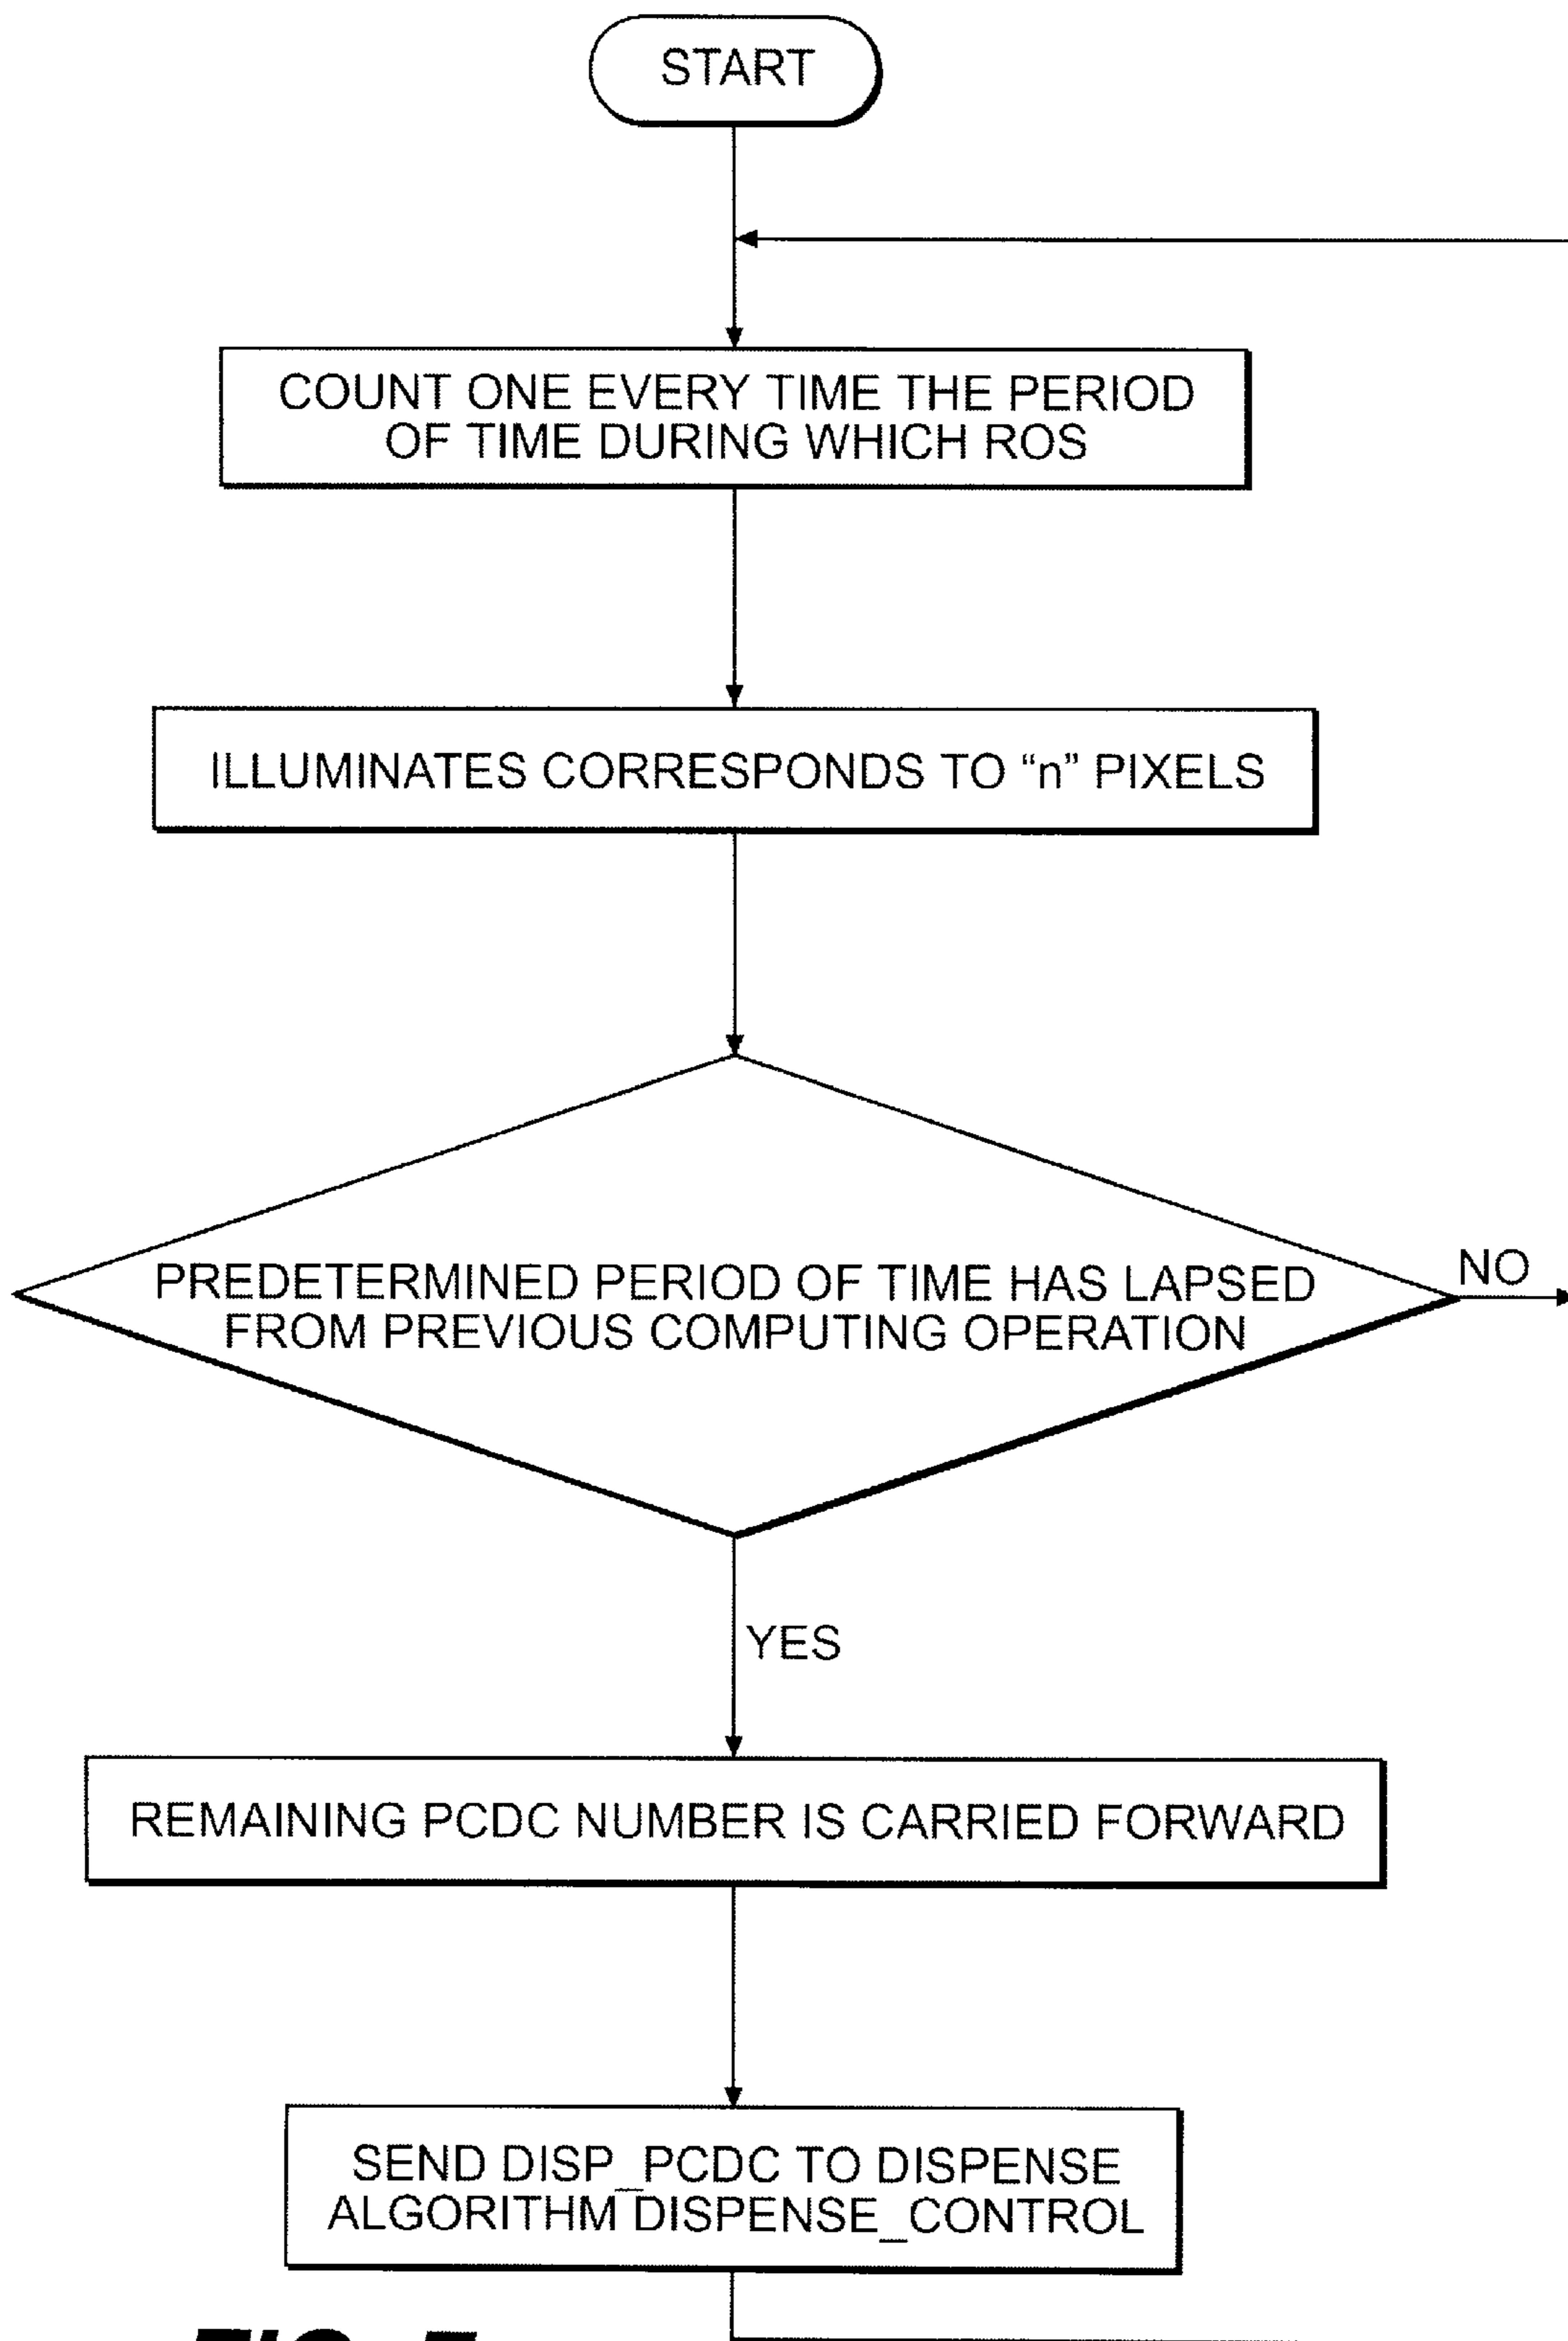 START
COUNT ONE EVERY TIME THE PERIOD
OF TIME DURING WHICH ROS
ILLUMINATES CORRESPONDS TO “n” PIXELS
PREDETERMINED PERIOD OF TIME HAS LAPSED
FROM PREVIOUS COMPUTING OPERATION
NO
YES
REMAINING PCDC NUMBER IS CARRIED FORWARD
SEND DISP_PCDC TO DISPENSE
ALGORITHM DISPENSE_CONTROL